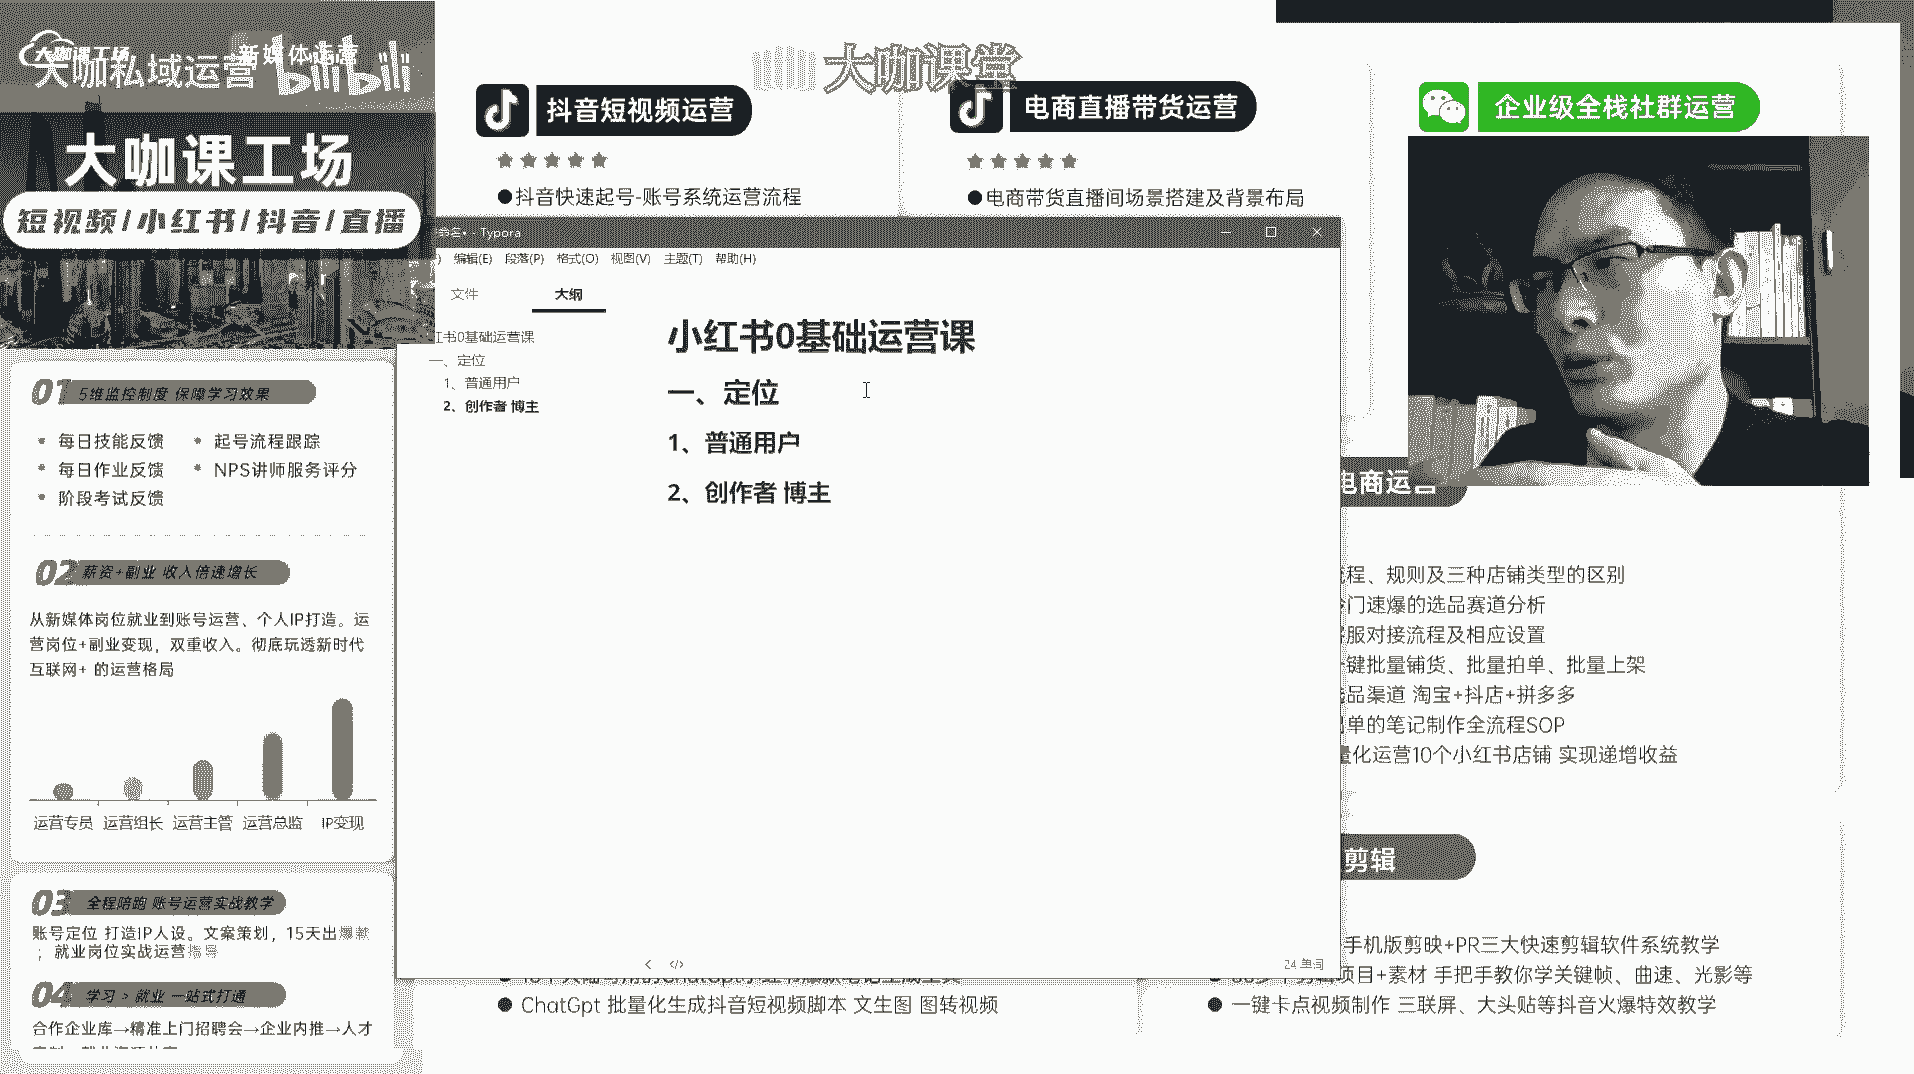 大咖课工场
大咖私域运营
新媒体运营
bilibili
大咖课工场
短视频/小红书/抖音/直播
01 5维监控制度 保障学习效果
每日技能反馈
起号流程跟踪
每日作业反馈
NPS讲师服务评分
阶段考试反馈
02 薪资+副业 收入倍速增长
从新媒体岗位就业到账号运营、个人IP打造。运
营岗位+副业变现，双重收入。彻底玩透新时代
互联网+ 的运营格局
运营专员 运营组长 运营主管 运营总监 IP变现
03 全程陪跑 账号运营实战教学
账号定位 打造IP人设。文案策划，15天出爆款
；就业岗位实战运营指导
04 学习 > 就业 一站式打通
合作企业库→精准上门招聘会→企业内推→人才
大咖课堂
抖音短视频运营
●抖音快速起号-账号系统运营流程
电商直播带货运营
●电商带货直播间场景搭建及背景布局
企业级全栈社群运营
命名• - Typora
编辑(E) 段落(P) 格式(O) 视图(V) 主题(T) 帮助(H)
文件
大纲
红书0基础运营课
一、定位
1、普通用户
2、创作者 博主
小红书0基础运营课
一、定位
1、普通用户
2、创作者 博主
24 单词
电商运营
流程、规则及三种店铺类型的区别
冷门速爆的选品赛道分析
客服对接流程及相应设置
一键批量铺货、批量拍单、批量上架
选品渠道 淘宝+抖店+拼多多
出单的笔记制作全流程SOP
量化运营10个小红书店铺 实现递增收益
剪辑
手机版剪映+PR三大快速剪辑软件系统教学
项目+素材 手把手教你学关键帧、曲速、光影等
● 一键卡点视频制作 三联屏、大头贴等抖音火爆特效教学
● ChatGpt 批量化生成抖音短视频脚本 文生图 图转视频